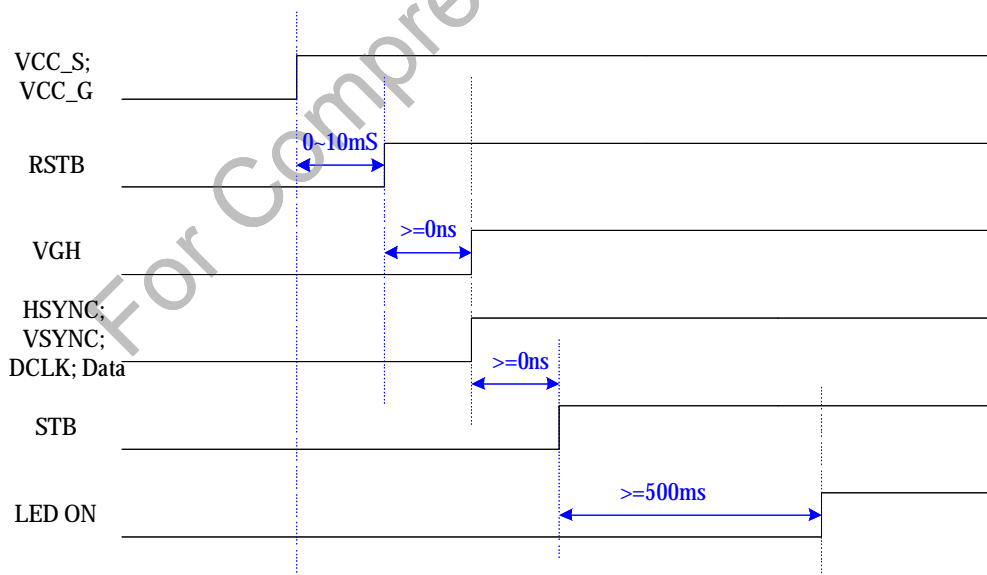 VCC_S;
VCC_G
0~10mS
RSTB
>=0ns
VGH
HSYNC;
VSYNC;
DCLK; Data
>=0ns
STB
>=500ms
LED ON
For Compre